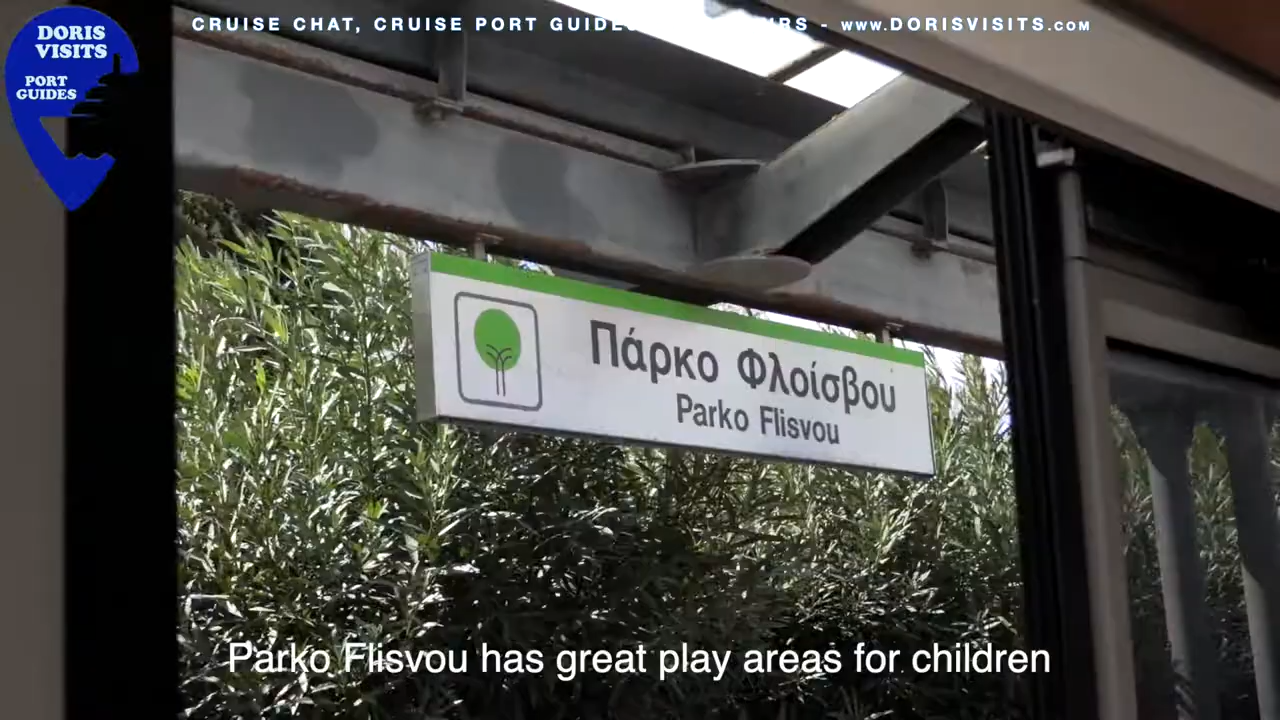 CRUISE CHAT, CRUISE PORT GUIDES - www.DORISVISITS.com
DORIS
VISITS
PORT
GUIDES
Πάρκο Φλοίσβου
Parko Flisvou
Parko Flisvou has great play areas for children